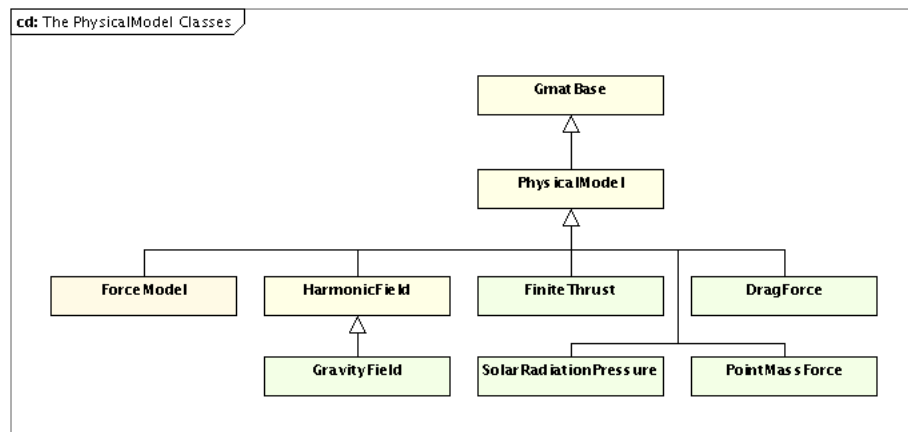 cd: The PhysicalModel Classes
GmatBase
PhysicalModel
ForceModel
HarmonicField
FiniteThrust
DragForce
GravityField
SolarRadiationPressure
PointMassForce